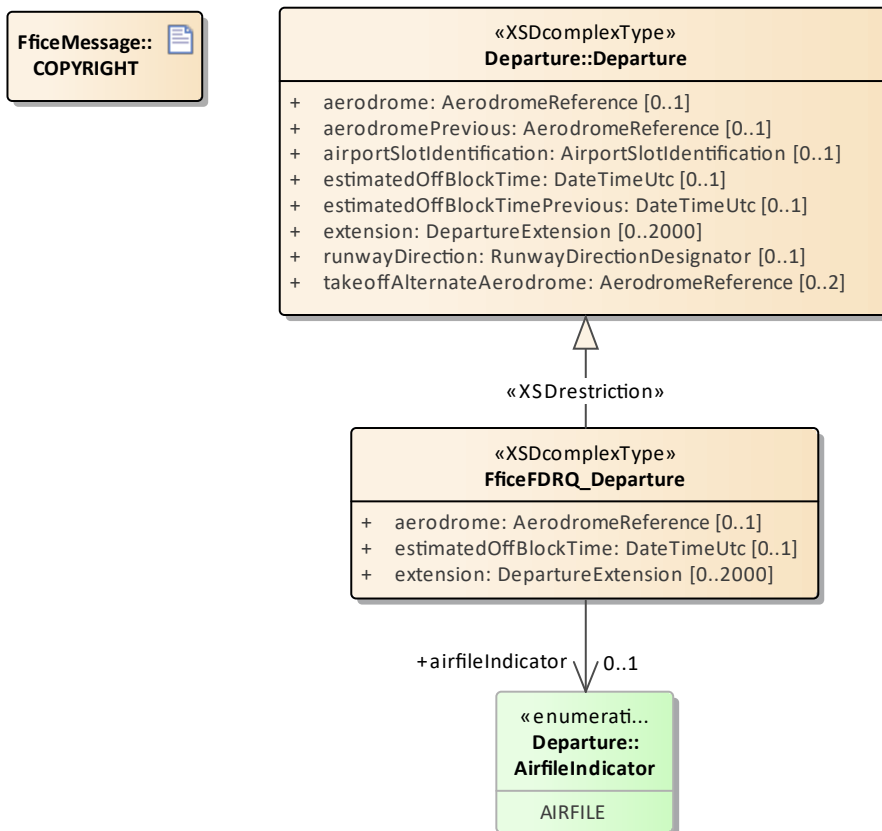 FficeMessage::
COPYRIGHT
«XSDcomplexType»
Departure::Departure
+ aerodrome: AerodromeReference [0..1]
+ aerodromePrevious: AerodromeReference [0..1]
+ airportSlotIdentification: AirportSlotIdentification [0..1]
+ estimatedOffBlockTime: DateTimeUtc [0..1]
+ estimatedOffBlockTimePrevious: DateTimeUtc [0..1]
+ extension: DepartureExtension [0..2000]
+ runwayDirection: RunwayDirectionDesignator [0..1]
+ takeoffAlternateAerodrome: AerodromeReference [0..2]
«XSDrestriction»
«XSDcomplexType»
FficeFDRQ_Departure
+ aerodrome: AerodromeReference [0..1]
+ estimatedOffBlockTime: DateTimeUtc [0..1]
+ extension: DepartureExtension [0..2000]
+airfileIndicator 0..1
«enumerati...
Departure::
AirfileIndicator
AIRFILE